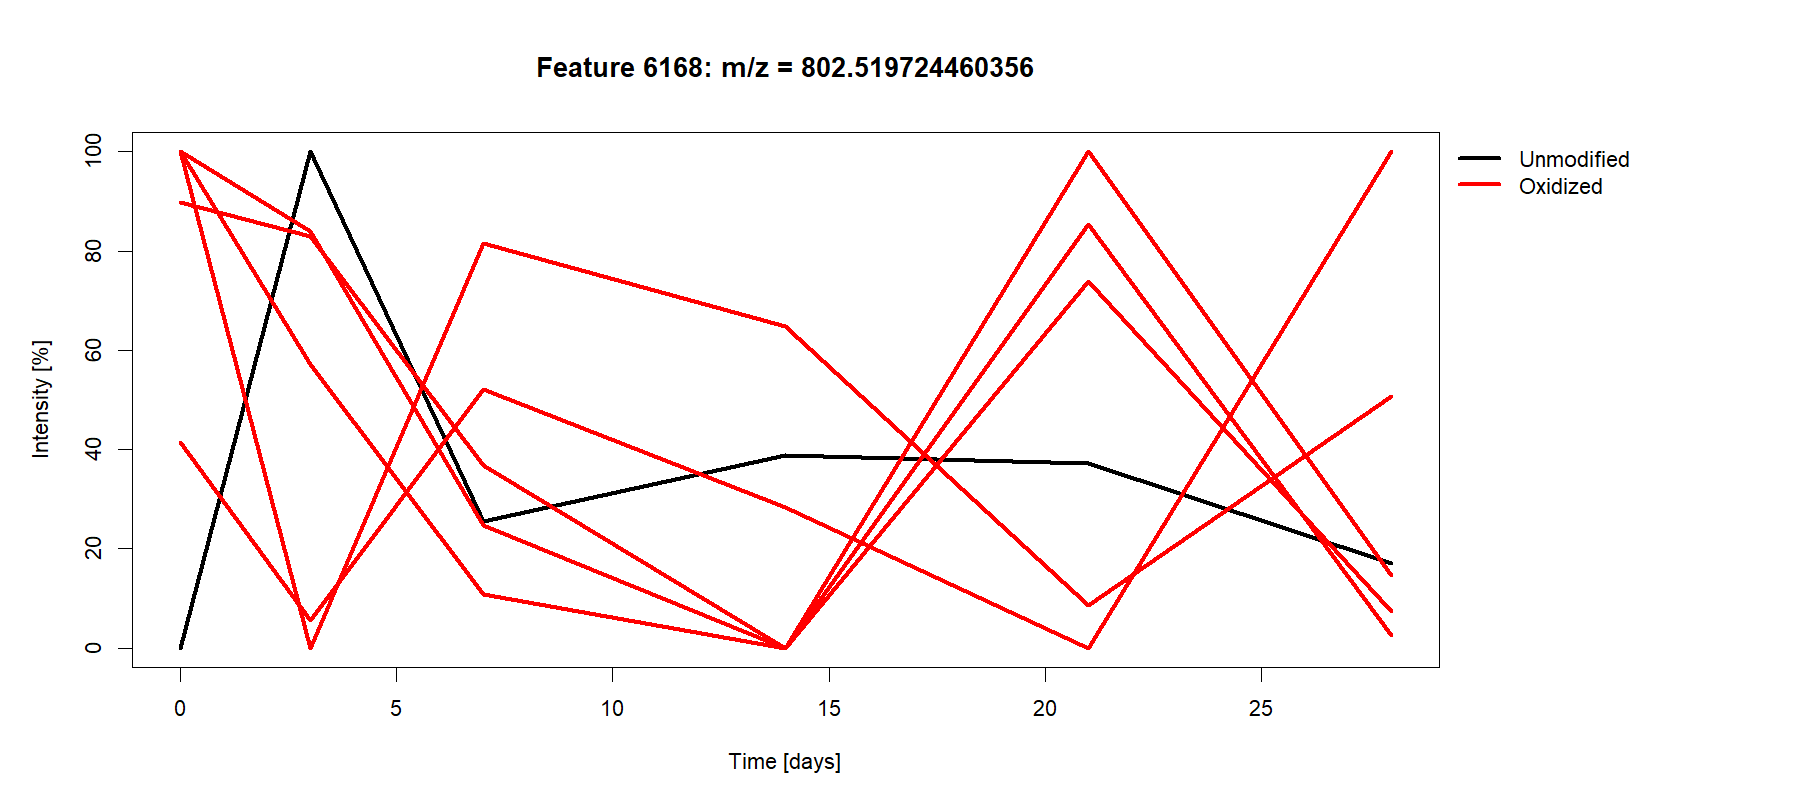 Feature 6168: m/z = 802.519724460356
100
80
60
40
20
0
Intensity [%]
0 5 10 15 20 25
Time [days]
Unmodified
Oxidized